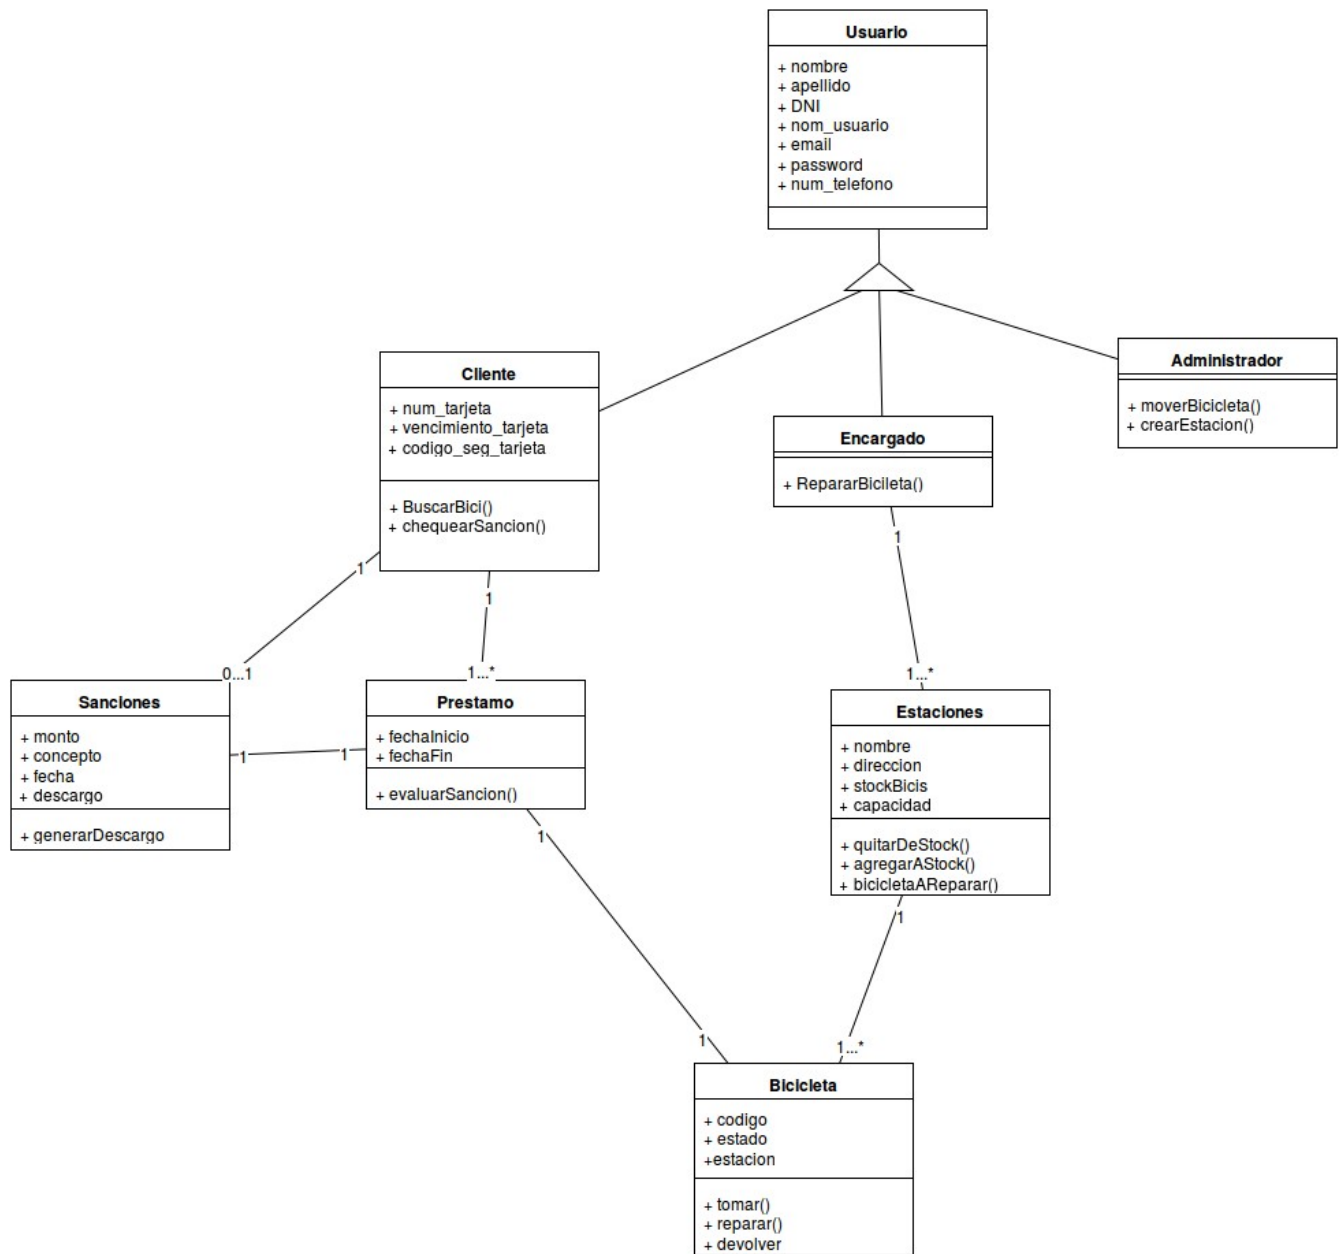 Usuario
+ nombre
+ apellido
+ DNI
+ nom_usuario
+ email
+ password
+ num_telefono
Cliente
+ num_tarjeta
+ vencimiento_tarjeta
+ codigo_seg_tarjeta
+ BuscarBici()
+ chequearSancion()
Encargado
+ RepararBicileta()
Administrador
+ moverBicicleta()
+ crearEstacion()
1
1
1
0...1
1...*
1...*
Sanciones
+ monto
+ concepto
+ fecha
+ descargo
+ generarDescargo
1
1
Prestamo
+ fechaInicio
+ fechaFin
+ evaluarSancion()
Estaciones
+ nombre
+ direccion
+ stockBicis
+ capacidad
+ quitarDeStock()
+ agregarAStock()
+ bicicletaAReparar()
1
1
1
1...*
Bicicleta
+ codigo
+ estado
+estacion
+ tomar()
+ reparar()
+ devolver